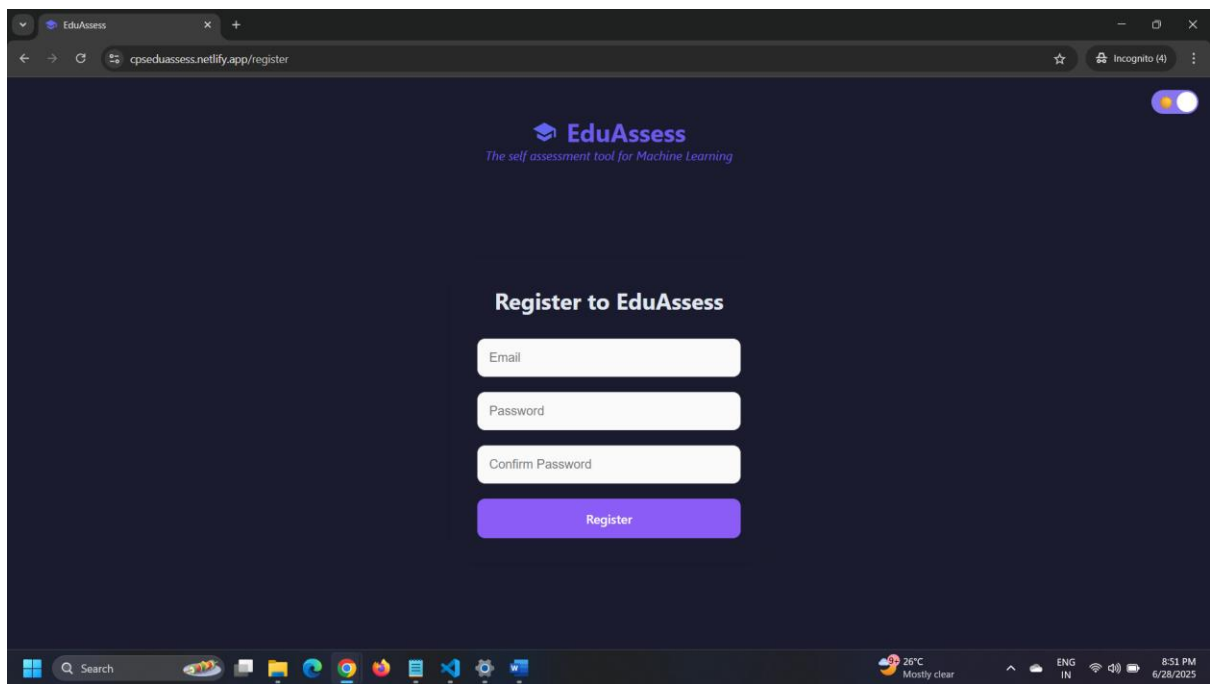 EduAssess
cpseduassess.netlify.app/register
Incognito (4)
EduAssess
The self assessment tool for Machine Learning
Register to EduAssess
Email
Password
Confirm Password
Register
Search
9+
26°C
Mostly clear
ENG
IN
8:51 PM
6/28/2025